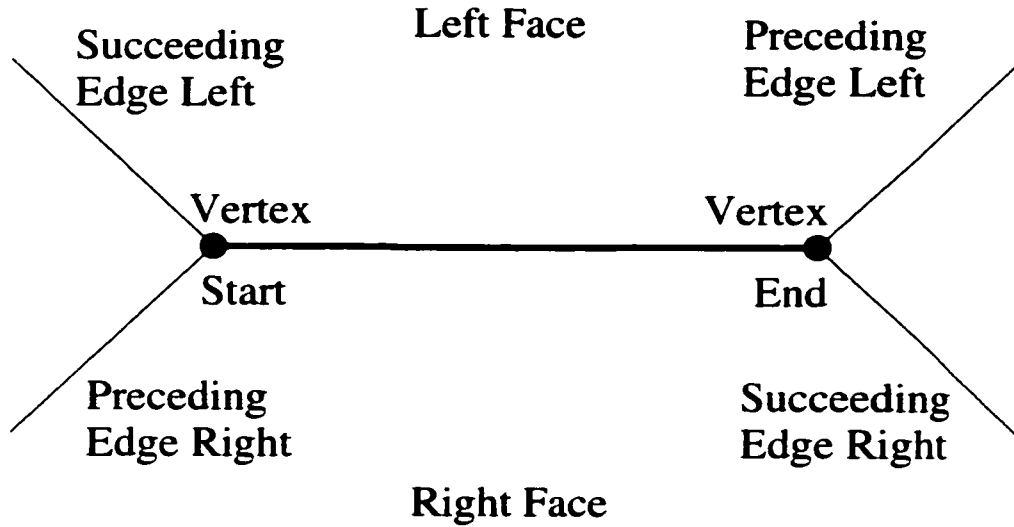 Left Face
Succeeding
Edge Left
Preceding
Edge Left
Vertex
Vertex
Start
End
Preceding
Edge Right
Succeeding
Edge Right
Right Face